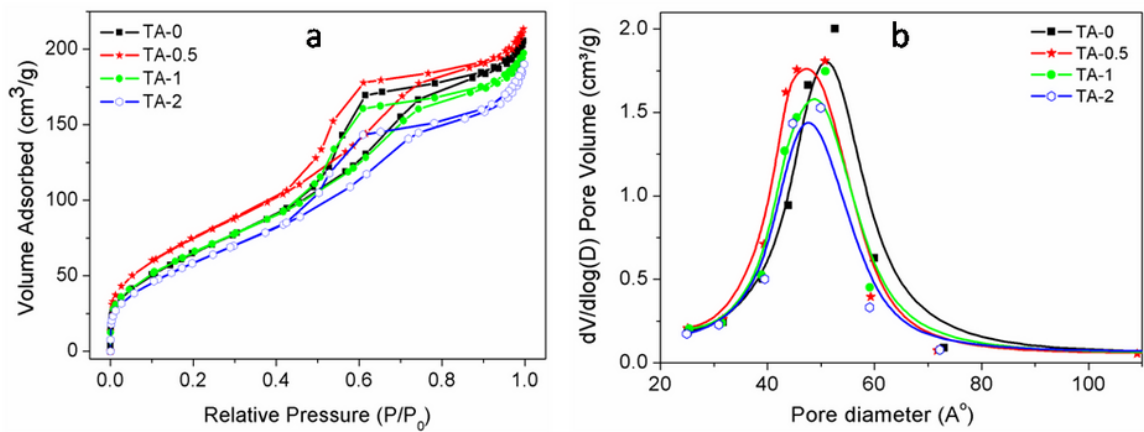 a
TA-0
TA-0.5
TA-1
TA-2
Volume Adsorbed (cm³/g)
200
150
100
50
0
0.0 0.2 0.4 0.6 0.8 1.0
Relative Pressure (P/P₀)
b
TA-0
TA-0.5
TA-1
TA-2
dV/dlog(D) Pore Volume (cm³/g)
2.0
1.5
1.0
0.5
0.0
20 40 60 80 100
Pore diameter (A°)